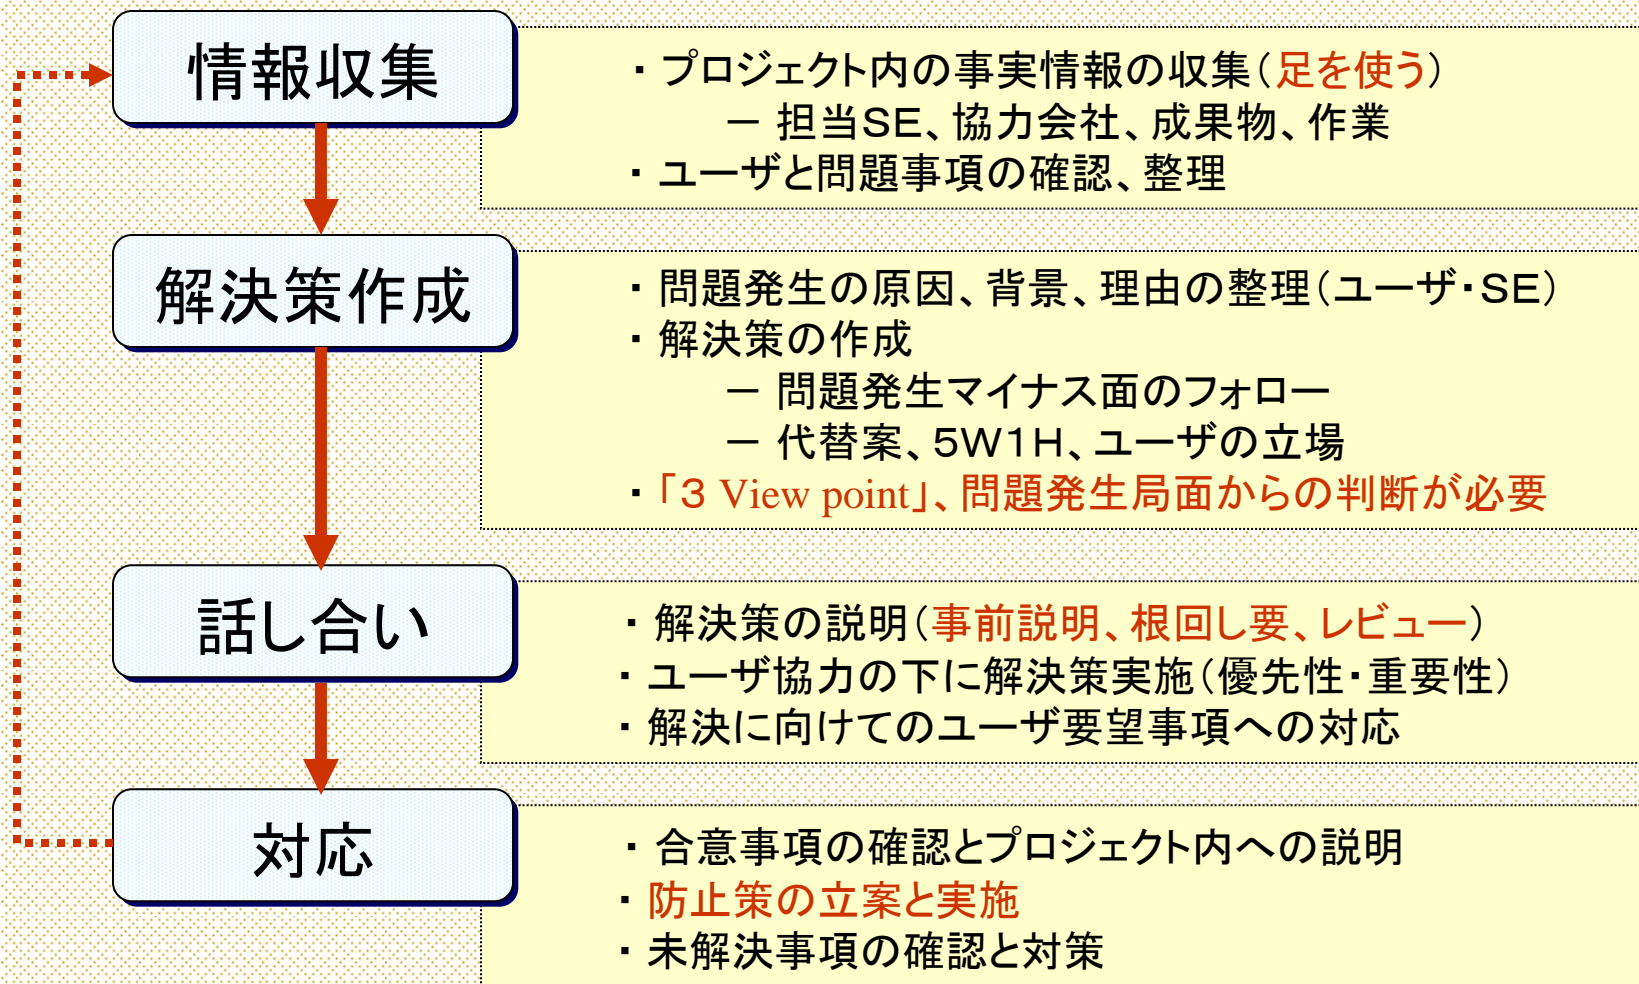 情報収集
・プロジェクト内の事実情報の収集（足を使う）
－ 担当SE、協力会社、成果物、作業
・ユーザと問題事項の確認、整理
解決策作成
・問題発生の原因、背景、理由の整理（ユーザ・SE）
・解決策の作成
－ 問題発生マイナス面のフォロー
－ 代替案、５W１H、ユーザの立場
・「３ View point」、問題発生局面からの判断が必要
話し合い
・解決策の説明（事前説明、根回し要、レビュー）
・ユーザ協力の下に解決策実施（優先性・重要性）
・解決に向けてのユーザ要望事項への対応
対応
・合意事項の確認とプロジェクト内への説明
・防止策の立案と実施
・未解決事項の確認と対策